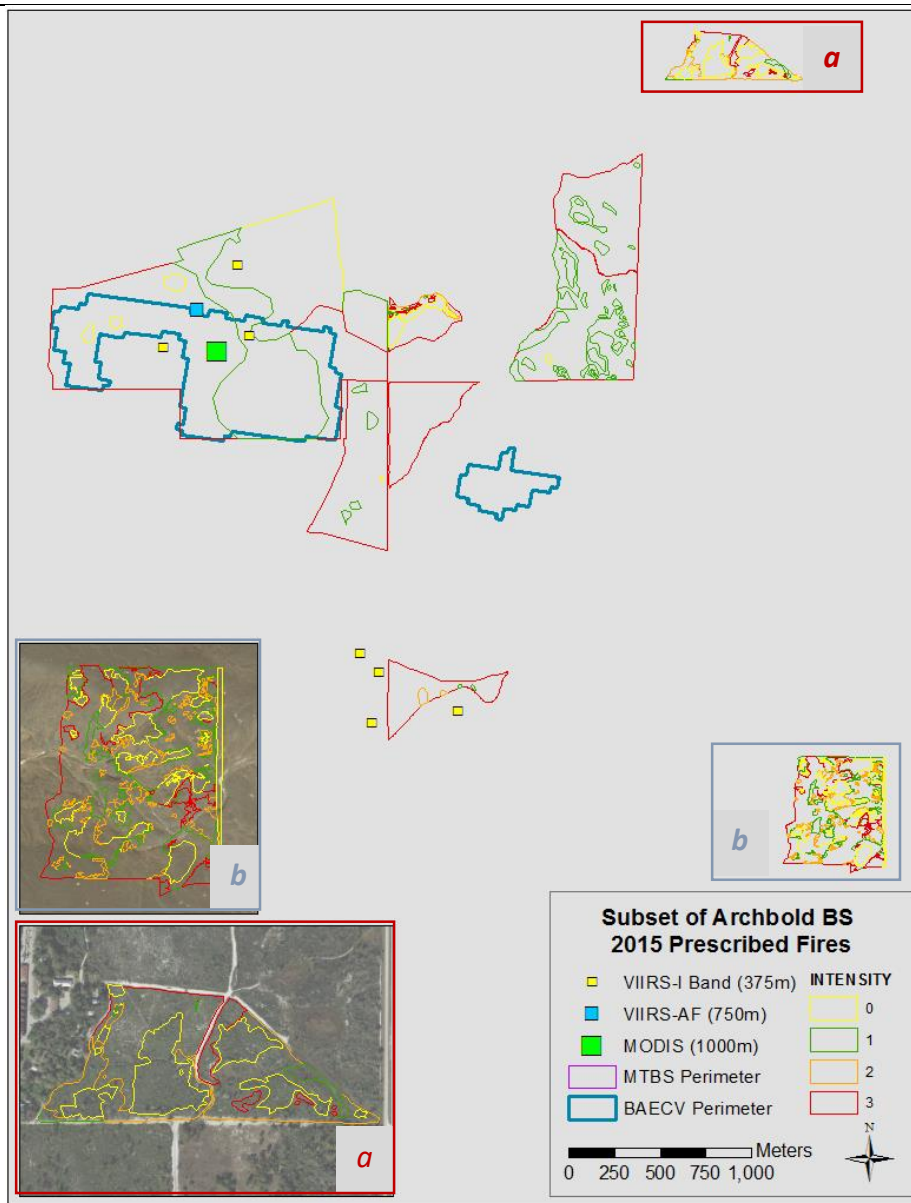 a
b
b
a
Subset of Archbold BS
2015 Prescribed Fires
VIIRS-I Band (375m)
VIIRS-AF (750m)
MODIS (1000m)
MTBS Perimeter
BAECV Perimeter
INTENSITY
0
1
2
3
N
Meters
0 250 500 750 1,000